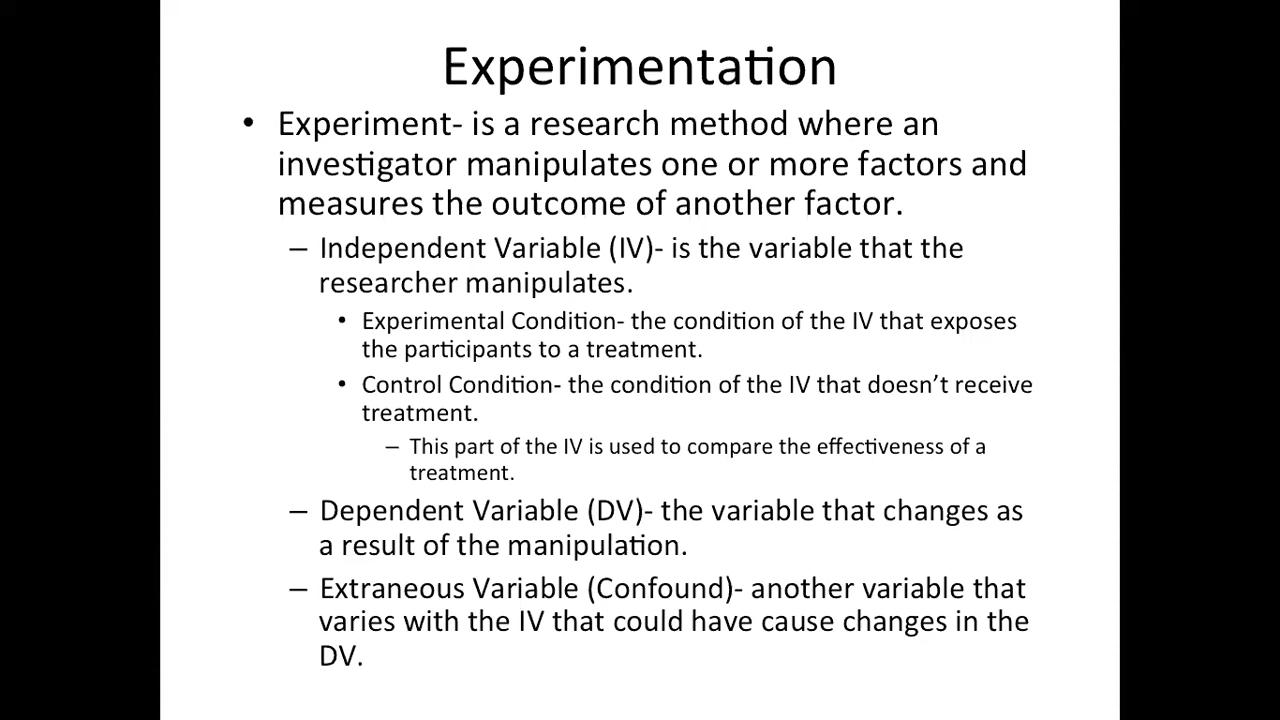 Experimentation
• Experiment- is a research method where an
investigator manipulates one or more factors and
measures the outcome of another factor.
– Independent Variable (IV)- is the variable that the
researcher manipulates.
• Experimental Condition- the condition of the IV that exposes
the participants to a treatment.
• Control Condition- the condition of the IV that doesn’t receive
treatment.
– This part of the IV is used to compare the effectiveness of a
treatment.
– Dependent Variable (DV)- the variable that changes as
a result of the manipulation.
– Extraneous Variable (Confound)- another variable that
varies with the IV that could have cause changes in the
DV.